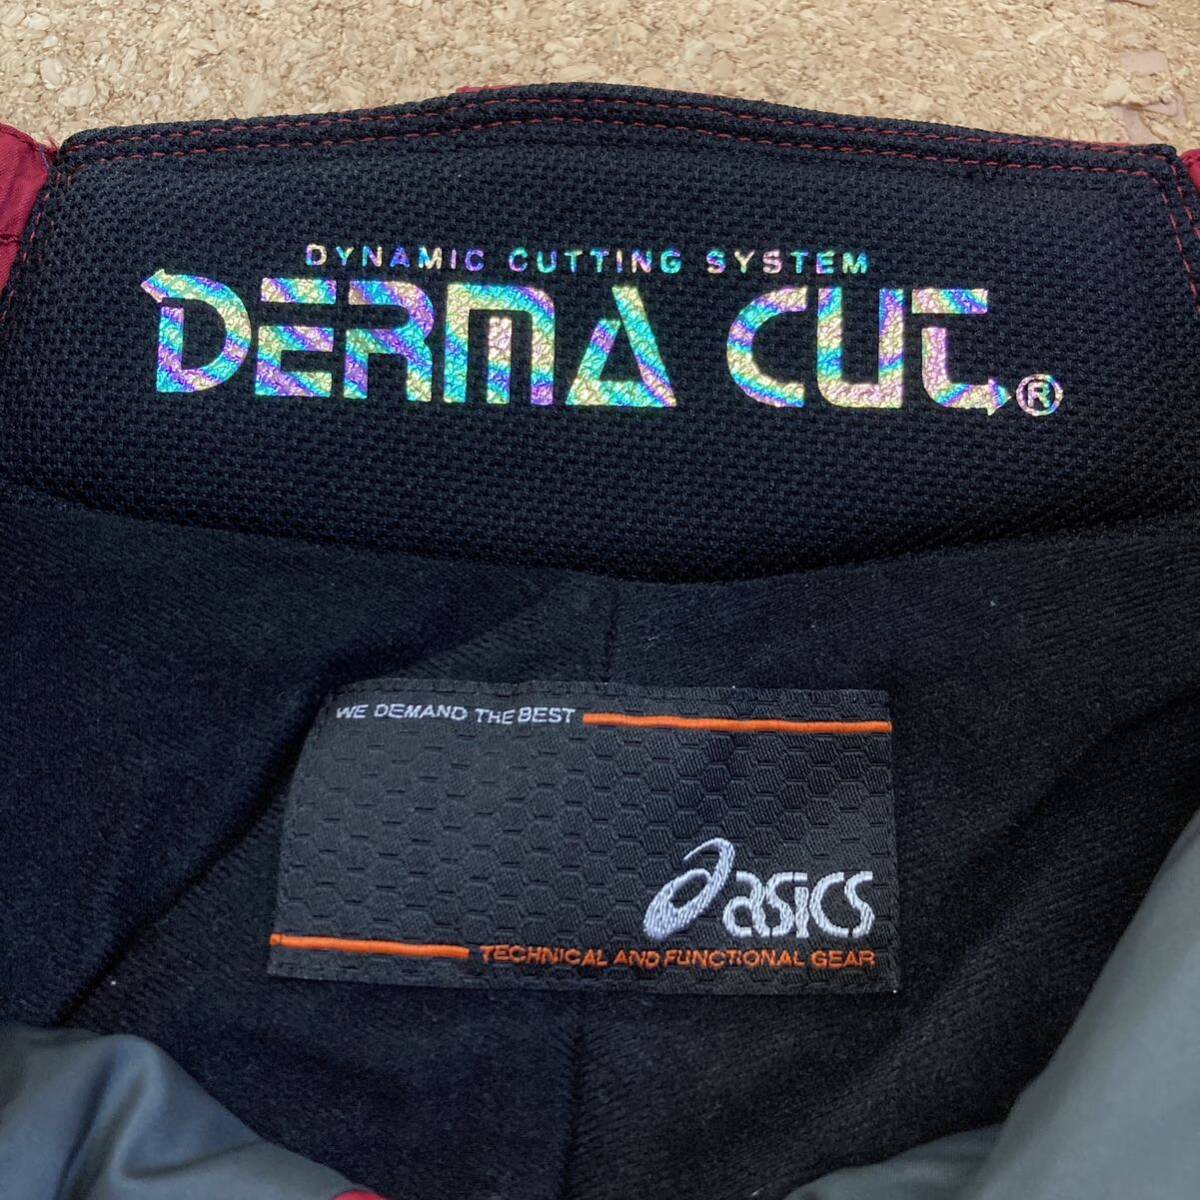 DYNAMIC CUTTING SYSTEM
DERMA CUT®
WE DEMAND THE BEST
asics
TECHNICAL AND FUNCTIONAL GEAR